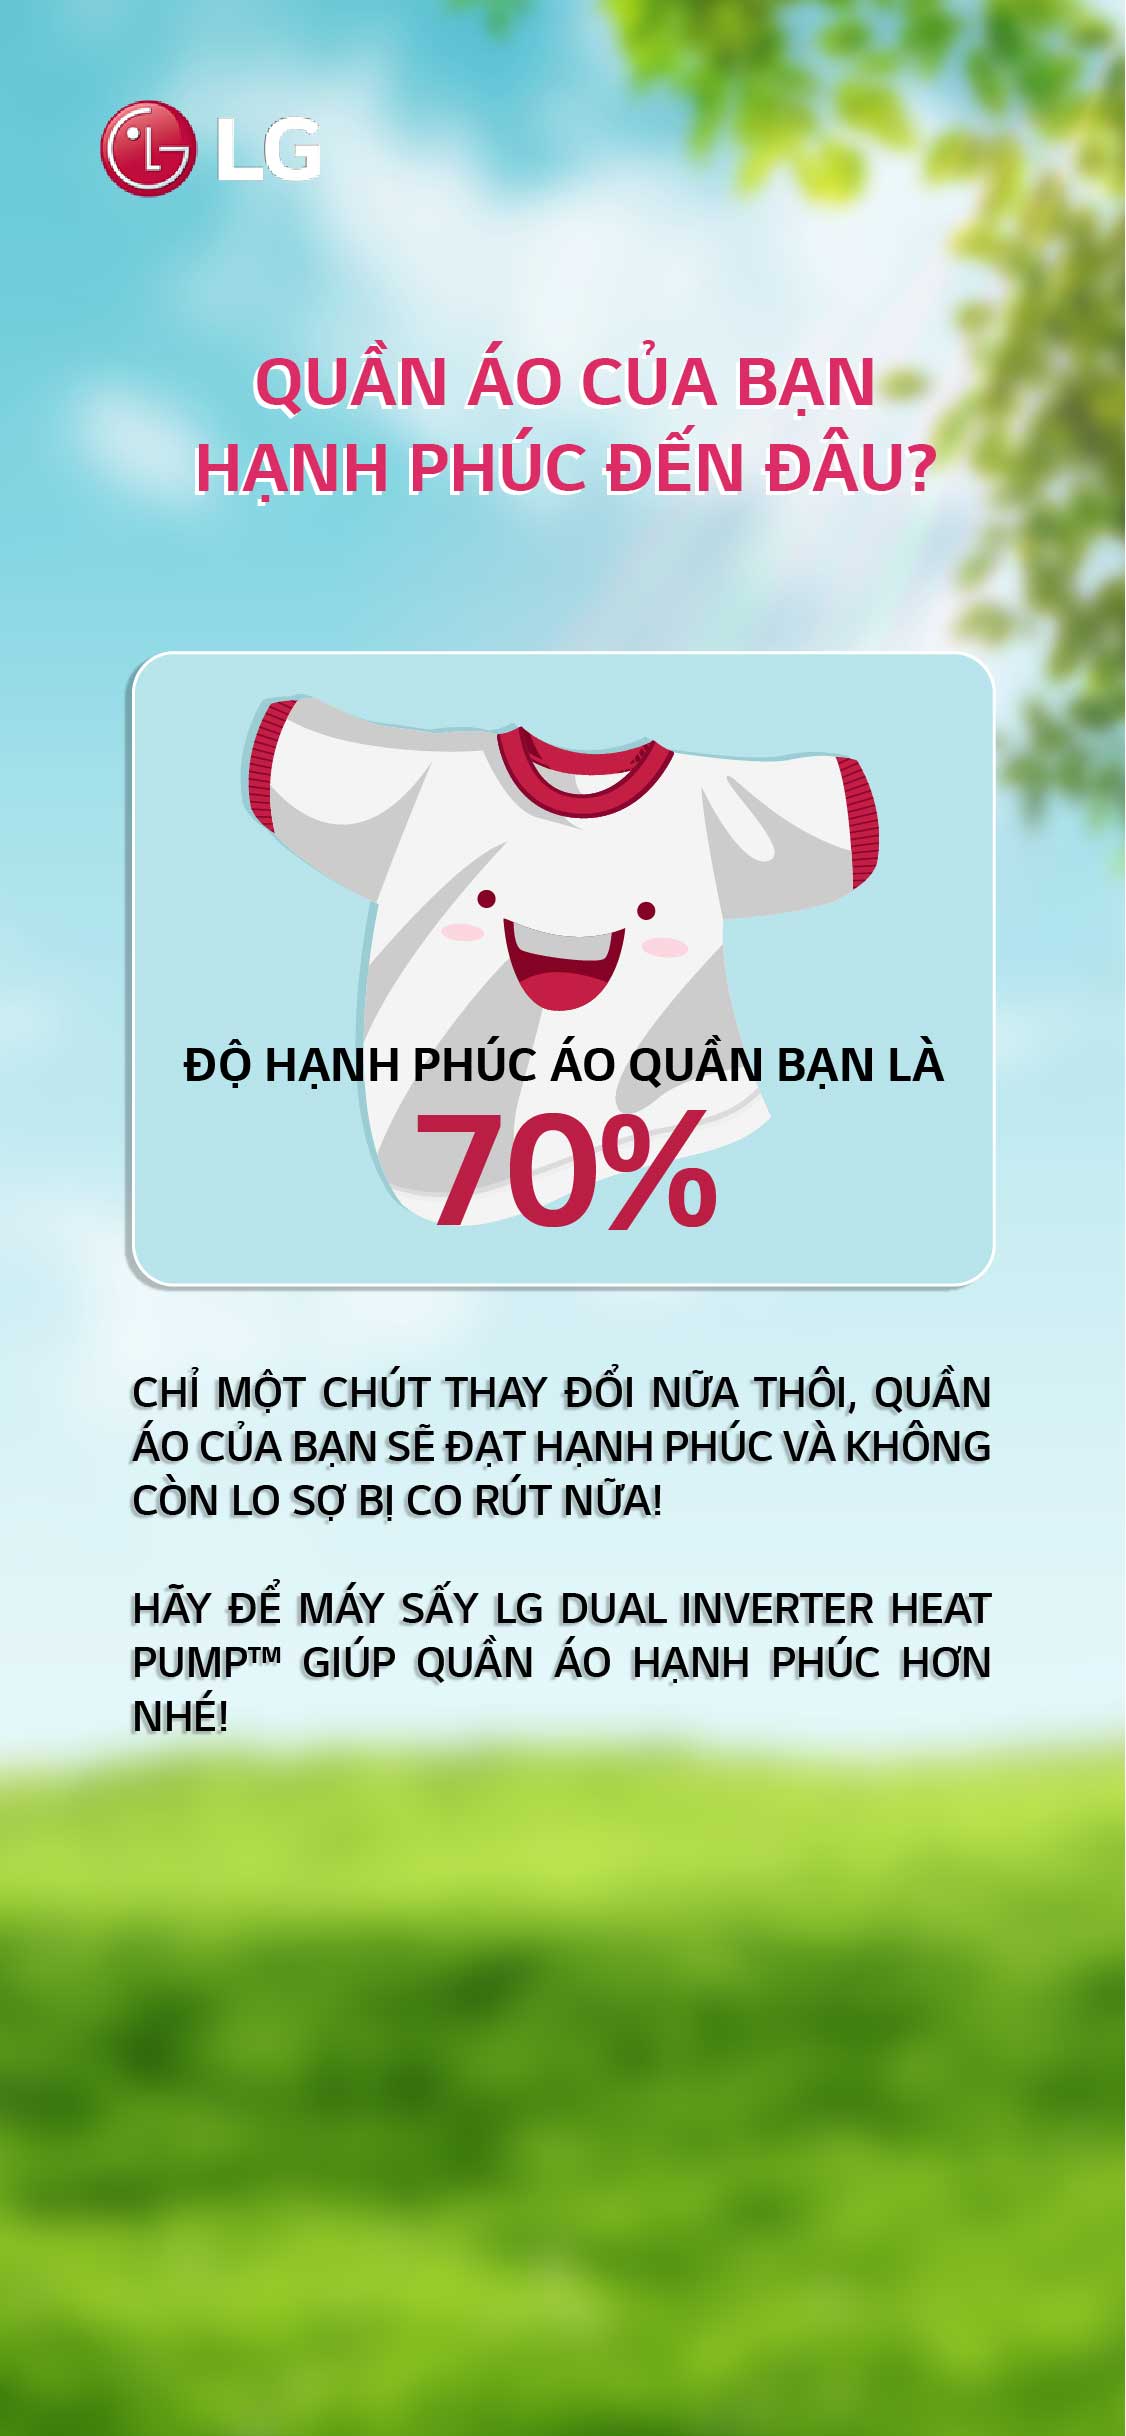 LG
QUẦN ÁO CỦA BẠN
HẠNH PHÚC ĐẾN ĐÂU?
ĐỘ HẠNH PHÚC ÁO QUẦN BẠN LÀ
70%
CHỈ MỘT CHÚT THAY ĐỔI NỮA THÔI, QUẦN
ÁO CỦA BẠN SẼ ĐẠT HẠNH PHÚC VÀ KHÔNG
CÒN LO SỢ BỊ CO RÚT NỮA!
HÃY ĐỂ MÁY SẤY LG DUAL INVERTER HEAT
PUMP™ GIÚP QUẦN ÁO HẠNH PHÚC HƠN
NHÉ!